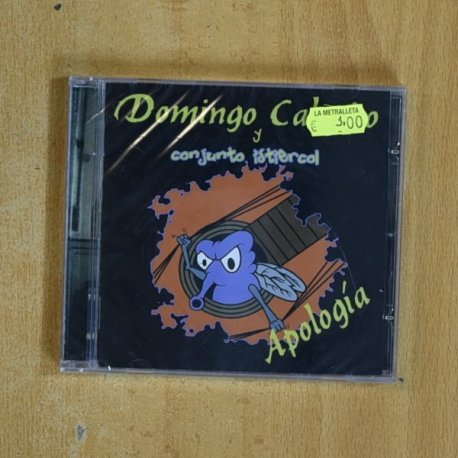 Domingo
LA METRALLETA
€ 3.00
y
conjunto istiercol
Apología